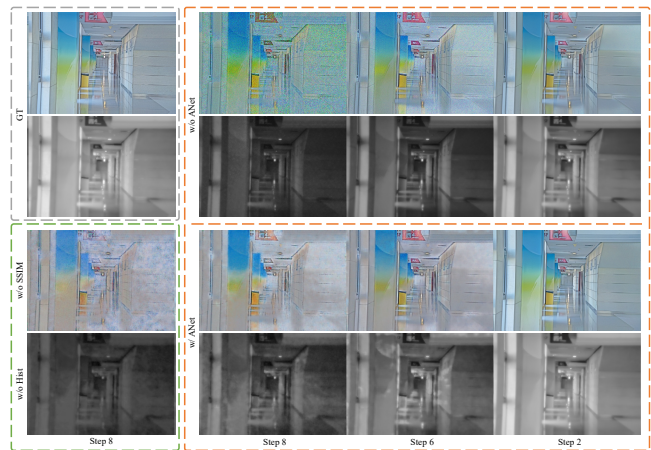 GT
w/o ANet
w/o SSIM
w/o Hist
w/ ANet
Step 8
Step 8
Step 6
Step 2